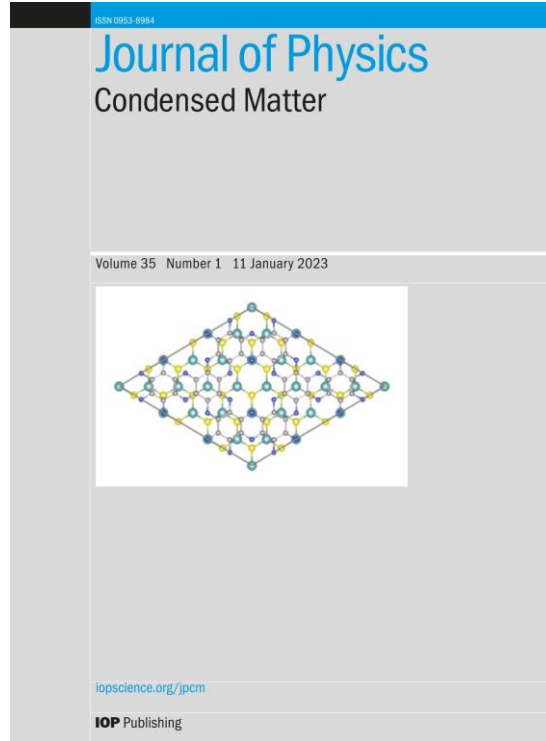 ISSN 0953-8984
Journal of Physics
Condensed Matter
Volume 35 Number 1 11 January 2023
iopscience.org/jpcm
IOP Publishing